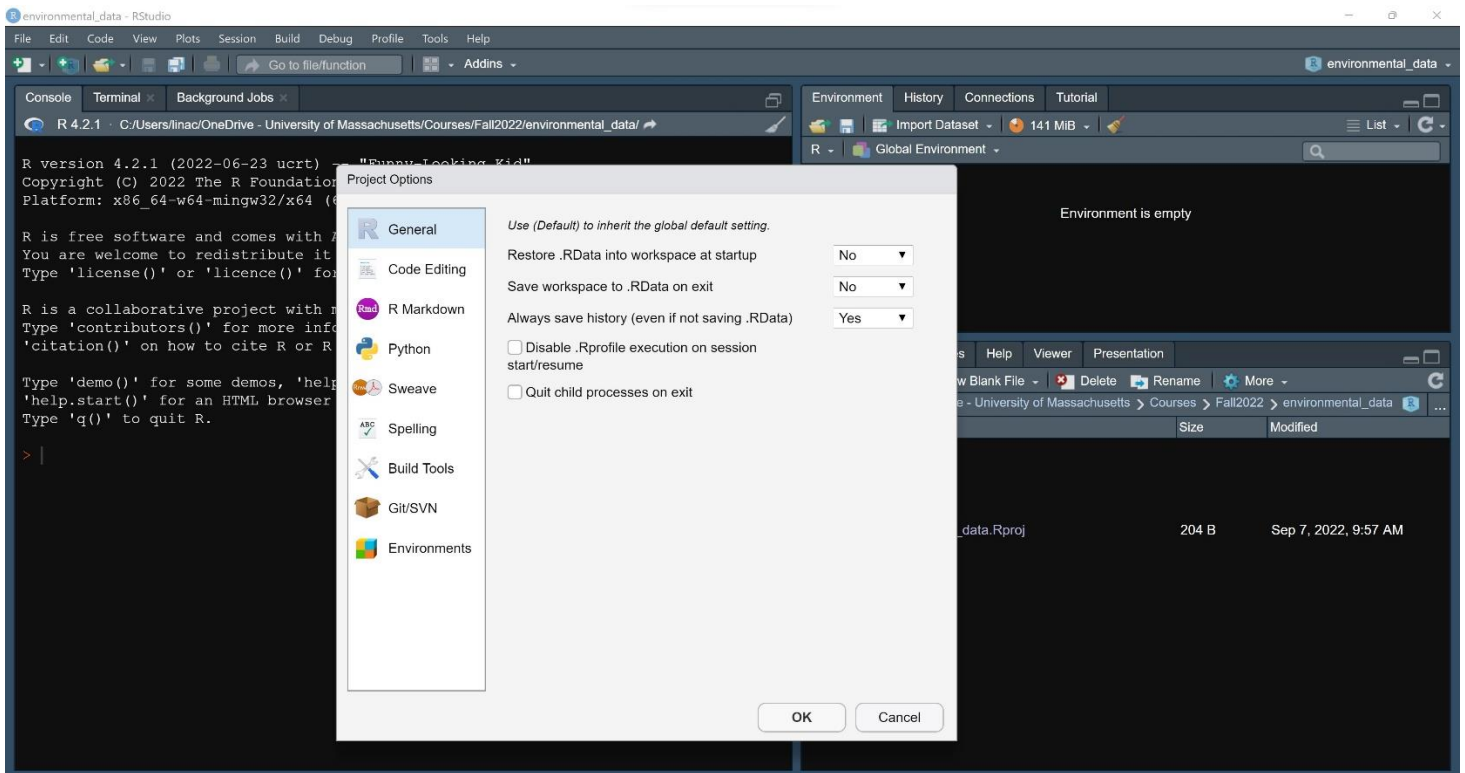 environmental_data - RStudio
File Edit Code View Plots Session Build Debug Profile Tools Help
Go to file/function Addins environmental_data
Console Terminal Background Jobs
R 4.2.1 · C:/Users/linac/OneDrive - University of Massachusetts/Courses/Fall2022/environmental_data/
R version 4.2.1 (2022-06-23 ucrt) -- "Funny-Looking Kid"
Copyright (C) 2022 The R Foundation
Platform: x86_64-w64-mingw32/x64 (6
R is free software and comes with A
You are welcome to redistribute it
Type 'license()' or 'licence()' for
R is a collaborative project with m
Type 'contributors()' for more info
'citation()' on how to cite R or R
Type 'demo()' for some demos, 'help
'help.start()' for an HTML browser
Type 'q()' to quit R.
>
Project Options
General
Code Editing
Rmd R Markdown
Python
Sweave
ABC Spelling
Build Tools
Git/SVN
Environments
Use (Default) to inherit the global default setting.
Restore .RData into workspace at startup No
Save workspace to .RData on exit No
Always save history (even if not saving .RData) Yes
Disable .Rprofile execution on session
start/resume
Quit child processes on exit
OK Cancel
Environment History Connections Tutorial
Import Dataset 141 MiB List
R Global Environment
Environment is empty
s Help Viewer Presentation
w Blank File Delete Rename More
e - University of Massachusetts Courses Fall2022 environmental_data ...
Size Modified
_data.Rproj 204 B Sep 7, 2022, 9:57 AM